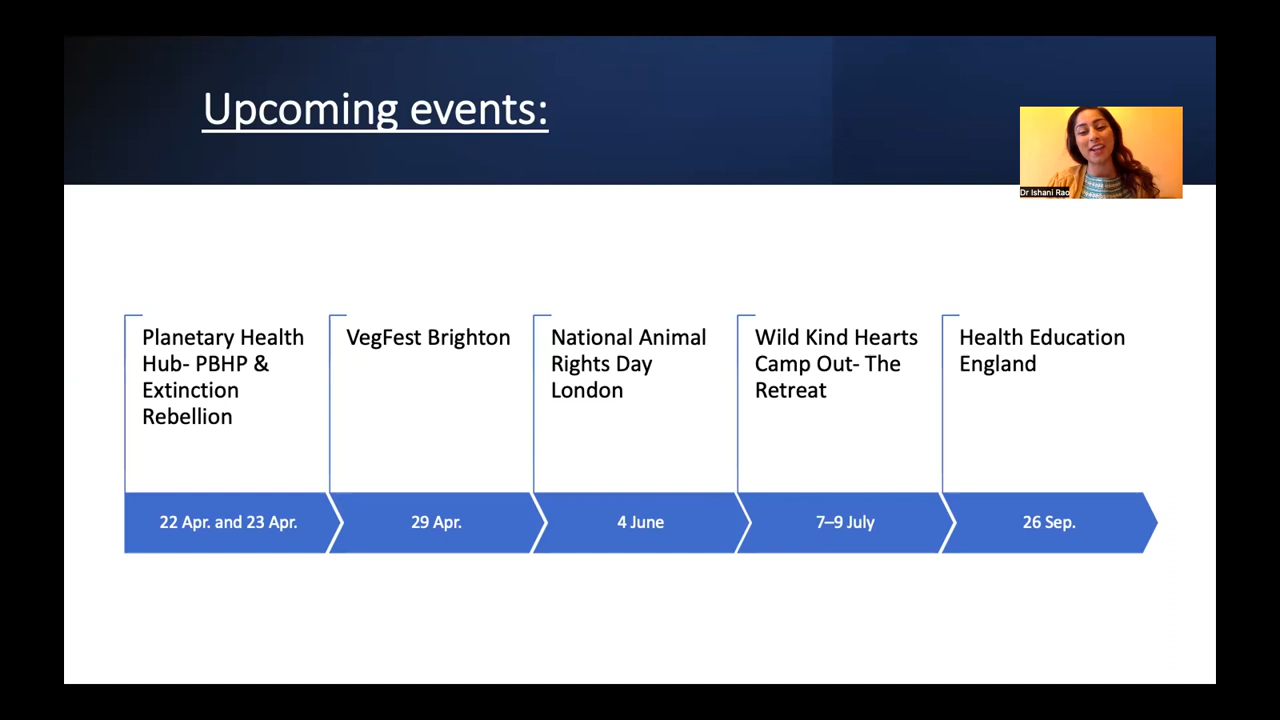 Upcoming events:
Dr Ishani Rao
Planetary Health
Hub- PBHP &
Extinction
Rebellion
VegFest Brighton
National Animal
Rights Day
London
Wild Kind Hearts
Camp Out- The
Retreat
Health Education
England
22 Apr. and 23 Apr.
29 Apr.
4 June
7–9 July
26 Sep.